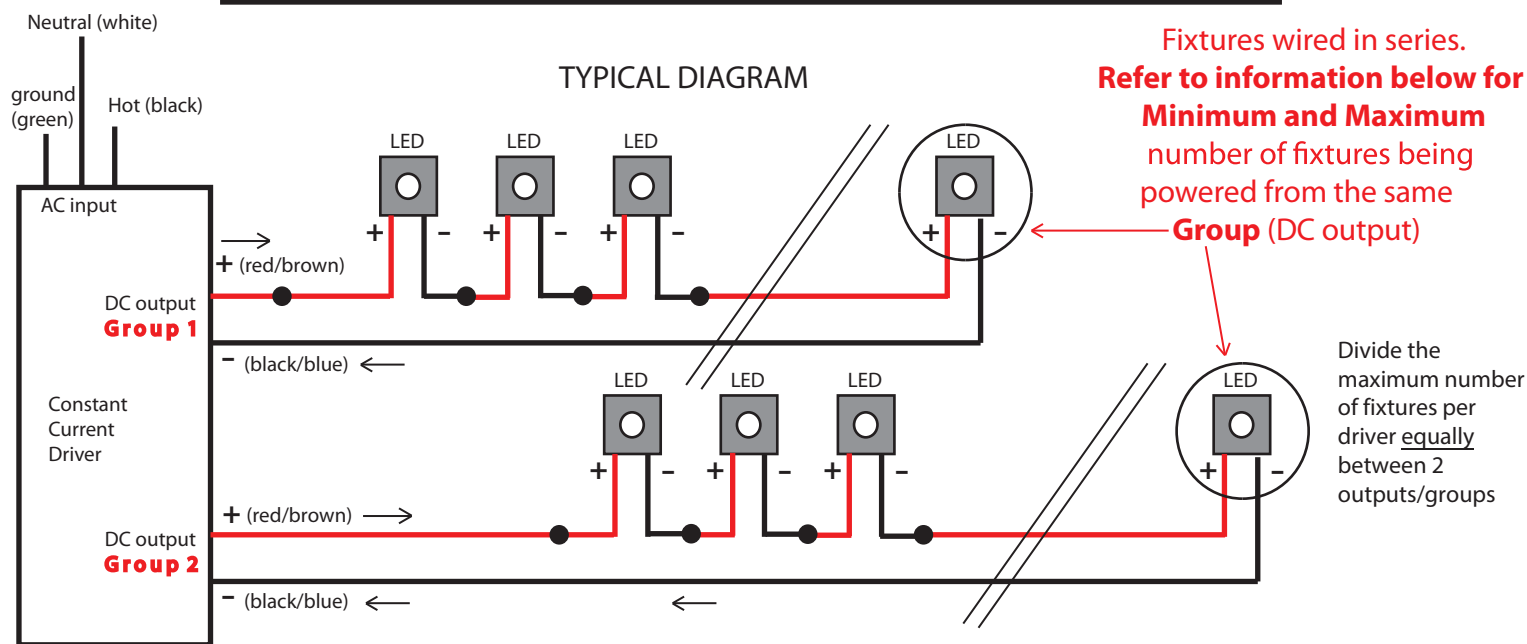 Neutral (white)
ground
(green)
Hot (black)
AC input
TYPICAL DIAGRAM
Fixtures wired in series.
Refer to information below for
Minimum and Maximum
number of fixtures being
powered from the same
Group (DC output)
LED
LED
LED
LED
+ –
+ –
+ –
+ –
+ (red/brown)
DC output
Group 1
– (black/blue)
Constant
Current
Driver
LED
LED
LED
LED
+ –
+ –
+ –
+ –
Divide the
maximum number
of fixtures per
driver equally
between 2
outputs/groups
+ (red/brown)
DC output
Group 2
– (black/blue)